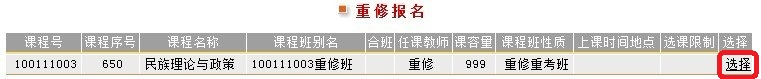 重修报名
课程号 课程序号 课程名称 课程班别名 合班 任课教师 课容量 课程班性质 上课时间地点 选课限制 选择
100111003 650 民族理论与政策 100111003重修班 重修 999 重修重考班 选择